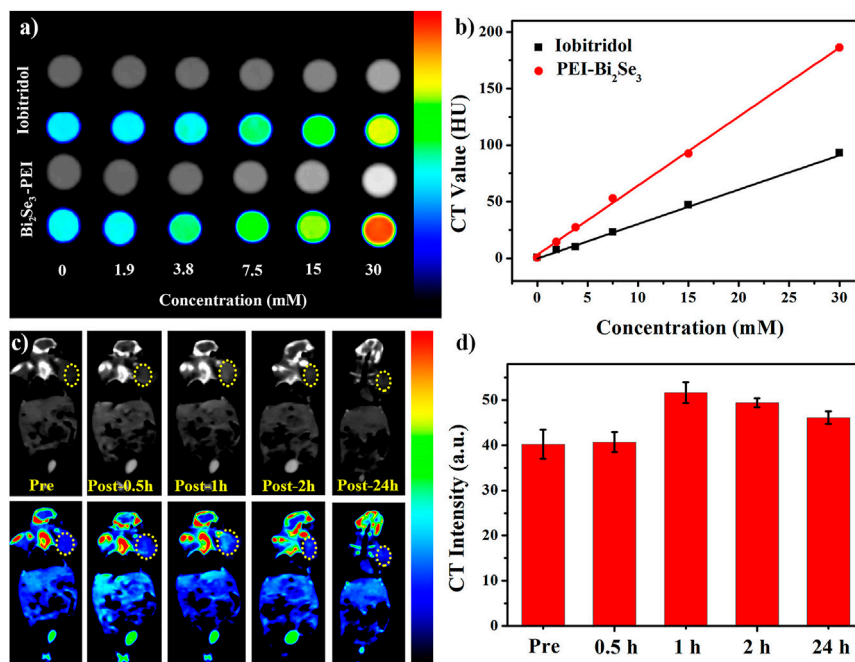 a)
Iobitridol
Bi₂Se₃-PEI
0 1.9 3.8 7.5 15 30
Concentration (mM)
b)
Iobitridol
PEI-Bi₂Se₃
CT Value (HU)
200
150
100
50
0
0 5 10 15 20 25 30
Concentration (mM)
c)
Pre Post-0.5h Post-1h Post-2h Post-24h
d)
CT Intensity (a.u.)
50
40
30
20
10
0
Pre 0.5 h 1 h 2 h 24 h